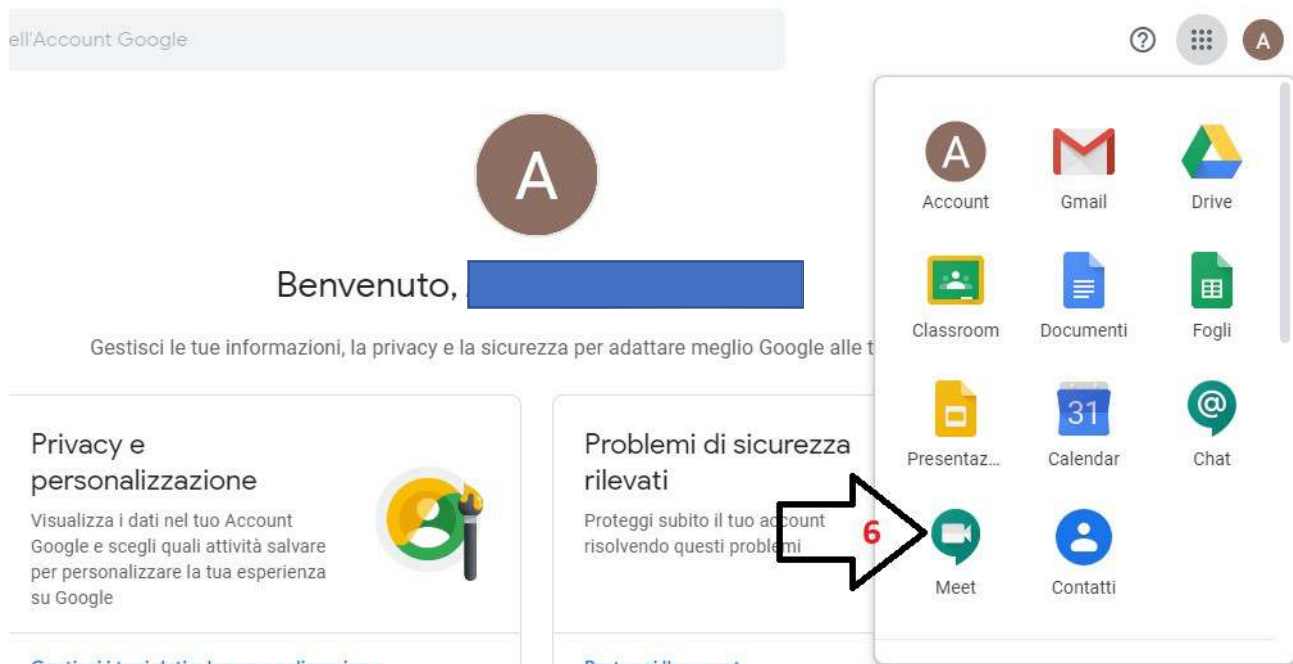 ell'Account Google
A
A
Benvenuto,
Gestisci le tue informazioni, la privacy e la sicurezza per adattare meglio Google alle t
Privacy e
personalizzazione
Visualizza i dati nel tuo Account
Google e scegli quali attività salvare
per personalizzare la tua esperienza
su Google
Problemi di sicurezza
rilevati
Proteggi subito il tuo account
risolvendo questi problemi
6
A
Account
Gmail
Drive
Classroom
Documenti
Fogli
Presentaz...
31
Calendar
@
Chat
Meet
Contatti